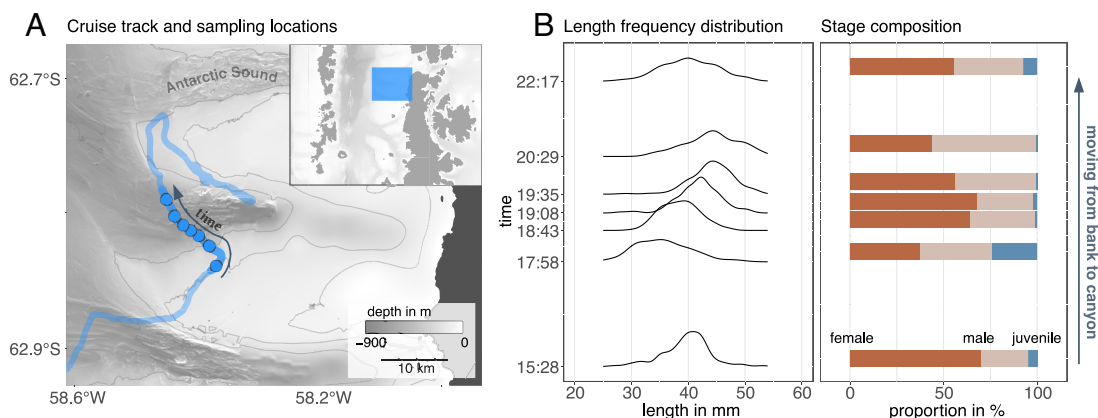 A Cruise track and sampling locations
62.7°S
62.9°S
58.6°W
58.2°W
Antarctic Sound
time
depth in m
−900 0
10 km
B Length frequency distribution
time
22:17
20:29
19:35
19:08
18:43
17:58
15:28
20 30 40 50 60
length in mm
Stage composition
female male juvenile
0 50 100
proportion in %
moving from bank to canyon